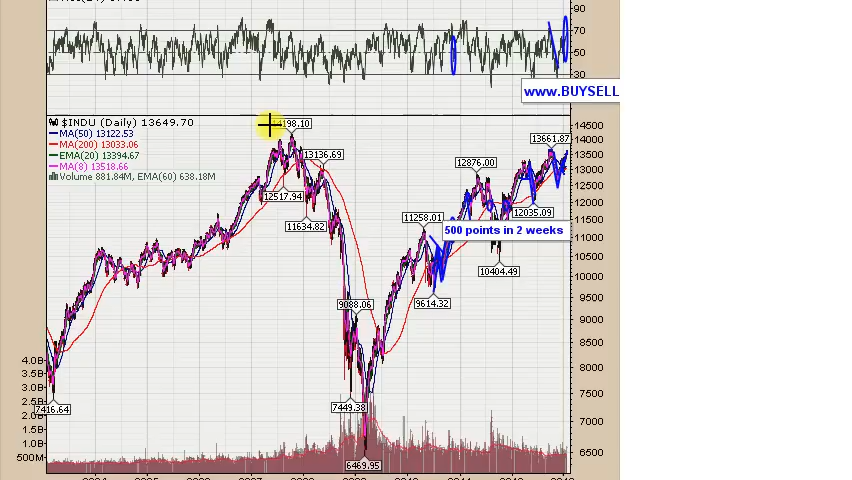 90
70
50
30
www.BUYSELL
$INDU (Daily) 13649.70
MA(50) 13122.53
MA(200) 13033.06
EMA(20) 13394.67
MA(8) 13518.66
Volume 881.84M, EMA(60) 638.18M
14198.10
13136.69
12517.94
11634.82
12876.00
13661.87
12035.09
11258.01
500 points in 2 weeks
10404.49
9614.32
9088.06
7449.38
7416.64
6469.95
14500
14000
13500
13000
12500
12000
11500
11000
10500
10000
9500
9000
8500
8000
7500
7000
6500
4.0B
3.5B
3.0B
2.5B
2.0B
1.5B
1.0B
500M